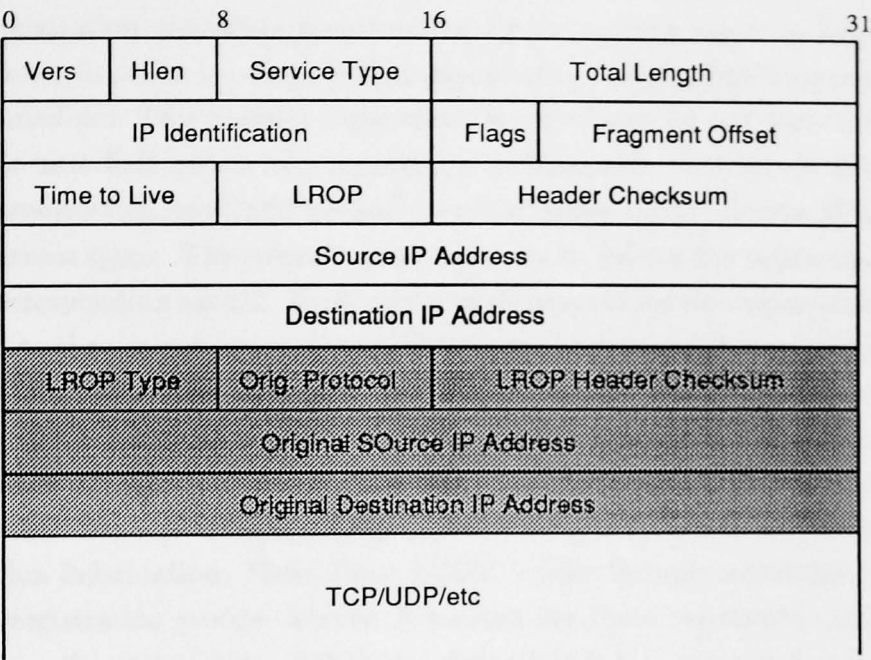 0 8 16 31
Vers Hlen Service Type Total Length
IP Identification Flags Fragment Offset
Time to Live LROP Header Checksum
Source IP Address
Destination IP Address
LROP Type Orig. Protocol LROP Header Checksum
Original SOurce IP Address
Original Destination IP Address
TCP/UDP/etc